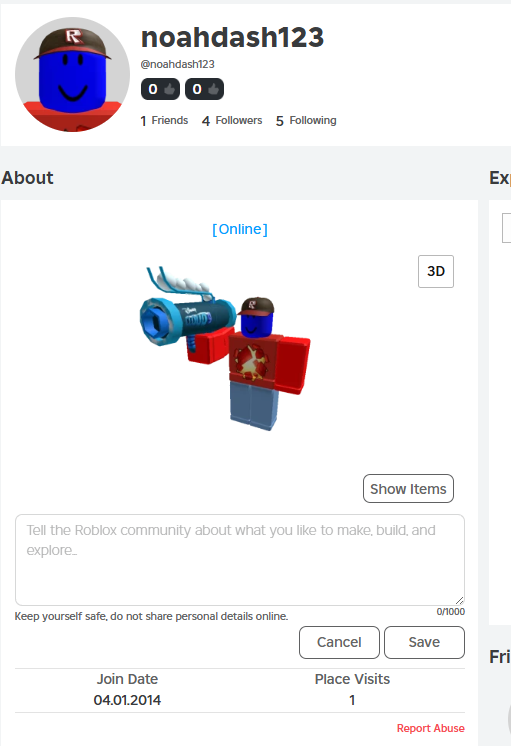 noahdash123
@noahdash123
0 0
1 Friends 4 Followers 5 Following
About
Ex
[Online]
3D
Show Items
Tell the Roblox community about what you like to make, build, and
explore...
0/1000
Keep yourself safe, do not share personal details online.
Cancel Save
Join Date Place Visits
04.01.2014 1
Fri
Report Abuse